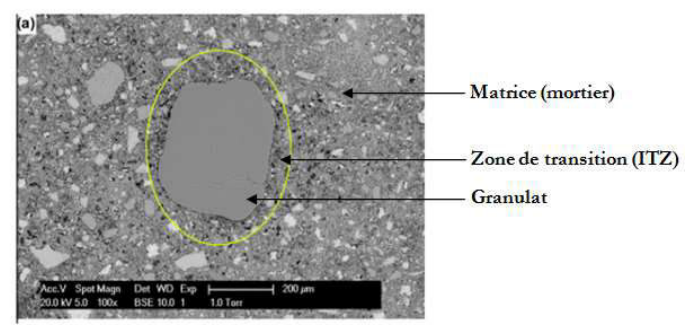 (a)
Matrice (mortier)
Zone de transition (ITZ)
Granulat
Acc.V Spot Magn Det WD Exp 200 µm
20.0 kV 5.0 100x BSE 10.0 1 1.0 Torr